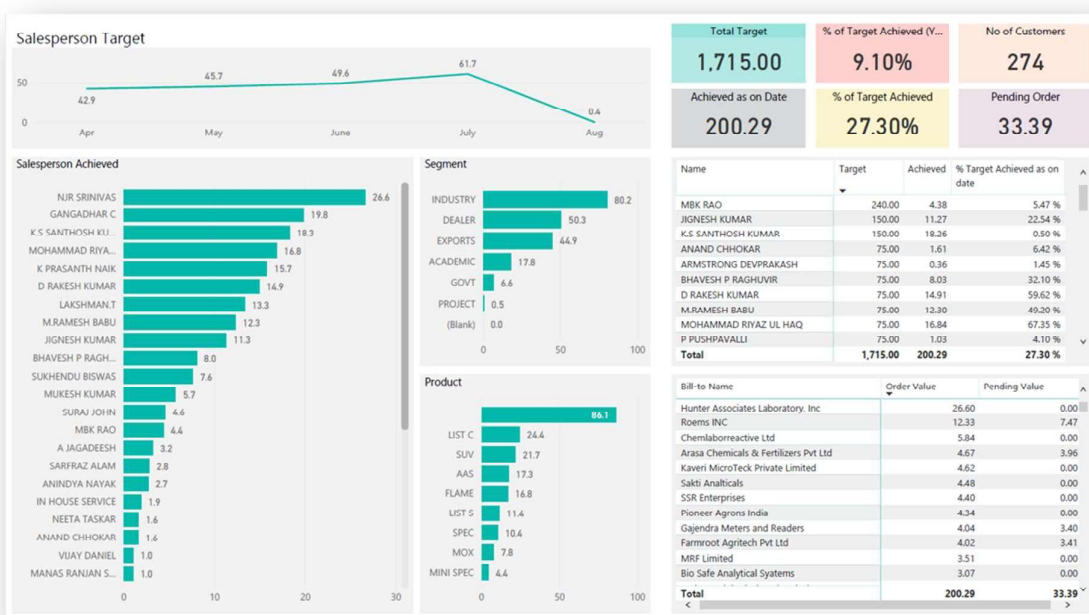 Salesperson Target
50
0
42.9
45.7
49.6
61.7
0.4
Apr May June July Aug
Total Target
1,715.00
% of Target Achieved (Y...
9.10%
No of Customers
274
Achieved as on Date
200.29
% of Target Achieved
27.30%
Pending Order
33.39
Salesperson Achieved
NJR SRINIVAS 26.6
GANGADHAR C 19.8
K.S SANTHOSH KU... 18.3
MOHAMMAD RIYA... 16.8
K PRASANTH NAIK 15.7
D RAKESH KUMAR 14.9
LAKSHMAN.T 13.3
M.RAMESH BABU 12.3
JIGNESH KUMAR 11.3
BHAVESH P RAGH... 8.0
SUKHENDU BISWAS 7.6
MUKESH KUMAR 5.7
SURAJ JOHN 4.6
MBK RAO 4.4
A JAGADEESH 3.2
SARFRAZ ALAM 2.8
ANINDYA NAYAK 2.7
IN HOUSE SERVICE 1.9
NEETA TASKAR 1.6
ANAND CHHOKAR 1.6
VIJAY DANIEL 1.0
MANAS RANJAN S... 1.0
0 10 20 30
Segment
INDUSTRY 80.2
DEALER 50.3
EXPORTS 44.9
ACADEMIC 17.8
GOVT 6.6
PROJECT 0.5
(Blank) 0.0
0 50 100
Product
86.1
LIST C 24.4
SUV 21.7
AAS 17.3
FLAME 16.8
LIST S 11.4
SPEC 10.4
MOX 7.8
MINI SPEC 4.4
0 50 100
Name Target Achieved % Target Achieved as on
date
MBK RAO 240.00 4.38 5.47 %
JIGNESH KUMAR 150.00 11.27 22.54 %
K.S SANTHOSH KUMAR 150.00 18.26 0.50 %
ANAND CHHOKAR 75.00 1.61 6.42 %
ARMSTRONG DEVPRAKASH 75.00 0.36 1.45 %
BHAVESH P RAGHUVIR 75.00 8.03 32.10 %
D RAKESH KUMAR 75.00 14.91 59.62 %
M.RAMESH BABU 75.00 12.30 49.20 %
MOHAMMAD RIYAZ UL HAQ 75.00 16.84 67.35 %
P PUSHPAVALLI 75.00 1.03 4.10 %
Total 1,715.00 200.29 27.30 %
Bill-to Name Order Value Pending Value
Hunter Associates Laboratory. Inc 26.60 0.00
Roems INC 12.33 7.47
Chemlaborreactive Ltd 5.84 0.00
Arasa Chemicals & Fertilizers Pvt Ltd 4.67 3.96
Kaveri MicroTeck Private Limited 4.62 0.00
Sakti Analticals 4.48 0.00
SSR Enterprises 4.40 0.00
Pioneer Agrons India 4.34 0.00
Gajendra Meters and Readers 4.04 3.40
Farmroot Agritech Pvt Ltd 4.02 3.41
MRF Limited 3.51 0.00
Bio Safe Analytical Syatems 3.07 0.00
Total 200.29 33.39